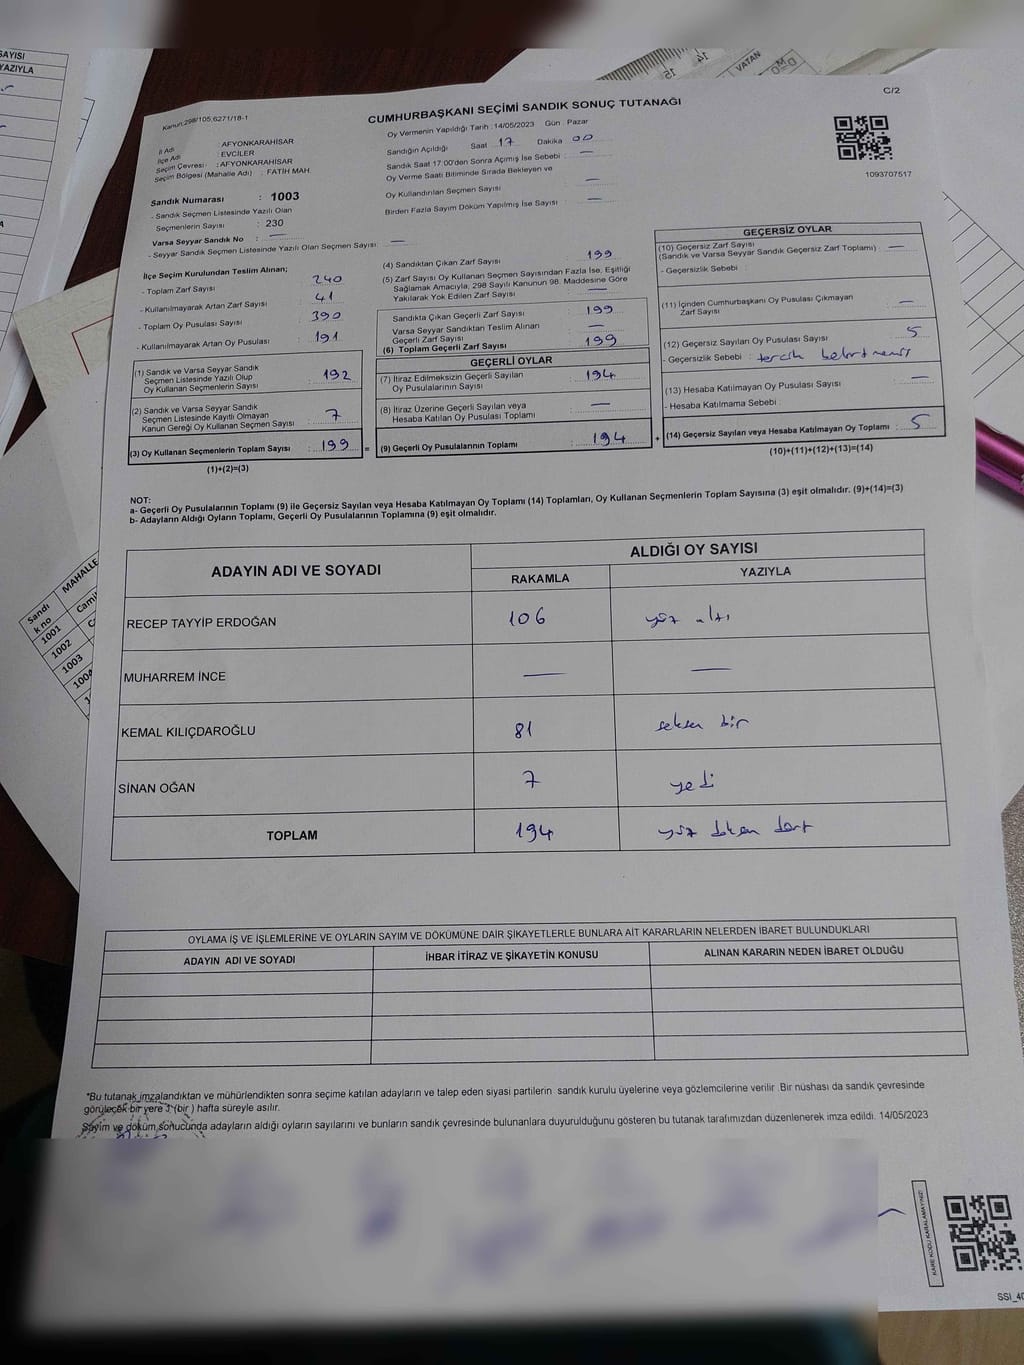 SAYISI
YAZIYLA
VATAN
C/2
Kanun:298/105;6271/18-1
CUMHURBAŞKANI SEÇİMİ SANDIK SONUÇ TUTANAĞI
1093707517
İl Adı : AFYONKARAHİSAR
İlçe Adı : EVCİLER
Seçim Çevresi : AFYONKARAHİSAR
Seçim Bölgesi (Mahalle Adı) : FATİH MAH.
Oy Vermenin Yapıldığı Tarih :14/05/2023 Gün : Pazar
Sandığın Açıldığı Saat 17 Dakika 00
Sandık Saat 17:00'den Sonra Açımış İse Sebebi : —
Oy Verme Saati Bitiminde Sırada Bekleyen ve
Oy Kullandırılan Seçmen Sayısı —
Birden Fazla Sayım Döküm Yapılmış İse Sayısı : —
Sandık Numarası : 1003
- Sandık Seçmen Listesinde Yazılı Olan
Seçmenlerin Sayısı : 230
Varsa Seyyar Sandık No : —
- Seyyar Sandık Seçmen Listesinde Yazılı Olan Seçmen Sayısı: —
İlçe Seçim Kurulundan Teslim Alınan;
- Toplam Zarf Sayısı 240
- Kullanılmayarak Artan Zarf Sayısı 41
- Toplam Oy Pusulası Sayısı 390
- Kullanılmayarak Artan Oy Pusulası 191
(1) Sandık ve Varsa Seyyar Sandık
Seçmen Listesinde Yazılı Olup
Oy Kullanan Seçmenlerin Sayısı : 192
(2) Sandık ve Varsa Seyyar Sandık
Seçmen Listesinde Kayıtlı Olmayan
Kanun Gereği Oy Kullanan Seçmen Sayısı : 7
(3) Oy Kullanan Seçmenlerin Toplam Sayısı : 199 =
(1)+(2)=(3)
(4) Sandıktan Çıkan Zarf Sayısı 199
(5) Zarf Sayısı Oy Kullanan Seçmen Sayısından Fazla İse, Eşitliği
Sağlamak Amacıyla, 298 Sayılı Kanunun 98. Maddesine Göre
Yakılarak Yok Edilen Zarf Sayısı : —
Sandıkta Çıkan Geçerli Zarf Sayısı : 199
Varsa Seyyar Sandıktan Teslim Alınan
Geçerli Zarf Sayısı : —
(6) Toplam Geçerli Zarf Sayısı : 199
GEÇERLİ OYLAR
(7) İtiraz Edilmeksizin Geçerli Sayılan
Oy Pusulalarının Sayısı : 194
(8) İtiraz Üzerine Geçerli Sayılan veya
Hesaba Katılan Oy Pusulası Toplamı : —
(9) Geçerli Oy Pusulalarının Toplamı : 194 +
GEÇERSİZ OYLAR
(10) Geçersiz Zarf Sayısı
(Sandık ve Varsa Seyyar Sandık Geçersiz Zarf Toplamı) : —
- Geçersizlik Sebebi :
(11) İçinden Cumhurbaşkanı Oy Pusulası Çıkmayan
Zarf Sayısı : —
(12) Geçersiz Sayılan Oy Pusulası Sayısı : 5
- Geçersizlik Sebebi : tercih belirtmemiş
(13) Hesaba Katılmayan Oy Pusulası Sayısı : —
- Hesaba Katılmama Sebebi :
(14) Geçersiz Sayılan veya Hesaba Katılmayan Oy Toplamı : 5
(10)+(11)+(12)+(13)=(14)
NOT:
a- Geçerli Oy Pusulalarının Toplamı (9) ile Geçersiz Sayılan veya Hesaba Katılmayan Oy Toplamı (14) Toplamları, Oy Kullanan Seçmenlerin Toplam Sayısına (3) eşit olmalıdır. (9)+(14)=(3)
b- Adayların Aldığı Oyların Toplamı, Geçerli Oy Pusulalarının Toplamına (9) eşit olmalıdır.
ADAYIN ADI VE SOYADI ALDIĞI OY SAYISI
RAKAMLA YAZIYLA
RECEP TAYYİP ERDOĞAN 106 yüz altı
MUHARREM İNCE — —
KEMAL KILIÇDAROĞLU 81 seksen bir
SİNAN OĞAN 7 yedi
TOPLAM 194 yüz doksan dört
Sandı
k no MAHALLE
1001 Cami
1002
1003
1004
OYLAMA İŞ VE İŞLEMLERİNE VE OYLARIN SAYIM VE DÖKÜMÜNE DAİR ŞİKAYETLERLE BUNLARA AİT KARARLARIN NELERDEN İBARET BULUNDUKLARI
ADAYIN ADI VE SOYADI İHBAR İTİRAZ VE ŞİKAYETİN KONUSU ALINAN KARARIN NEDEN İBARET OLDUĞU
*Bu tutanak imzalandıktan ve mühürlendikten sonra seçime katılan adayların ve talep eden siyasi partilerin sandık kurulu üyelerine veya gözlemcilerine verilir .Bir nüshası da sandık çevresinde
görülecek bir yere 1 (bir ) hafta süreyle asılır.
Sayım ve döküm sonucunda adayların aldığı oyların sayılarını ve bunların sandık çevresinde bulunanlara duyurulduğunu gösteren bu tutanak tarafımızdan düzenlenerek imza edildi. 14/05/2023
KARE KODU KARALAMAYINIZ!
SSI_40